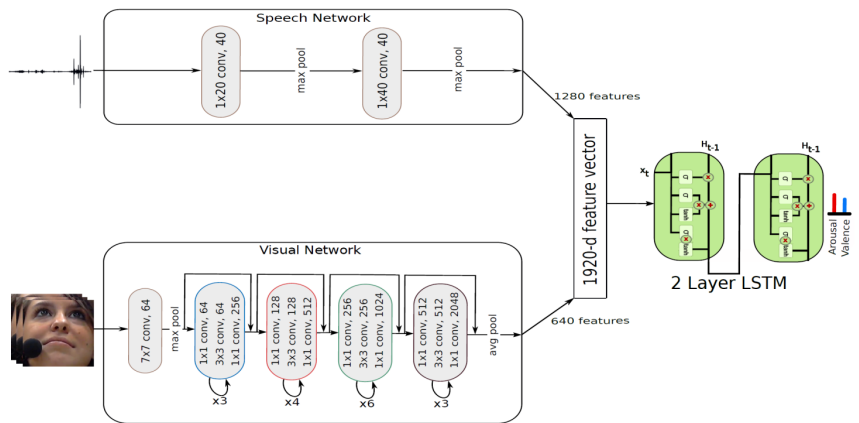 Speech Network
1x20 conv, 40
max pool
1x40 conv, 40
max pool
1280 features
1920-d feature vector
H_t-1
x_t
σ
σ
tanh
σ
tanh
H_t-1
σ
σ
tanh
σ
tanh
Arousal
Valence
2 Layer LSTM
Visual Network
7x7 conv, 64
max pool
1x1 conv, 64
3x3 conv, 64
1x1 conv, 256
x3
1x1 conv, 128
3x3 conv, 128
1x1 conv, 512
x4
1x1 conv, 256
3x3 conv, 256
1x1 conv, 1024
x6
1x1 conv, 512
3x3 conv, 512
1x1 conv, 2048
x3
avg pool
640 features